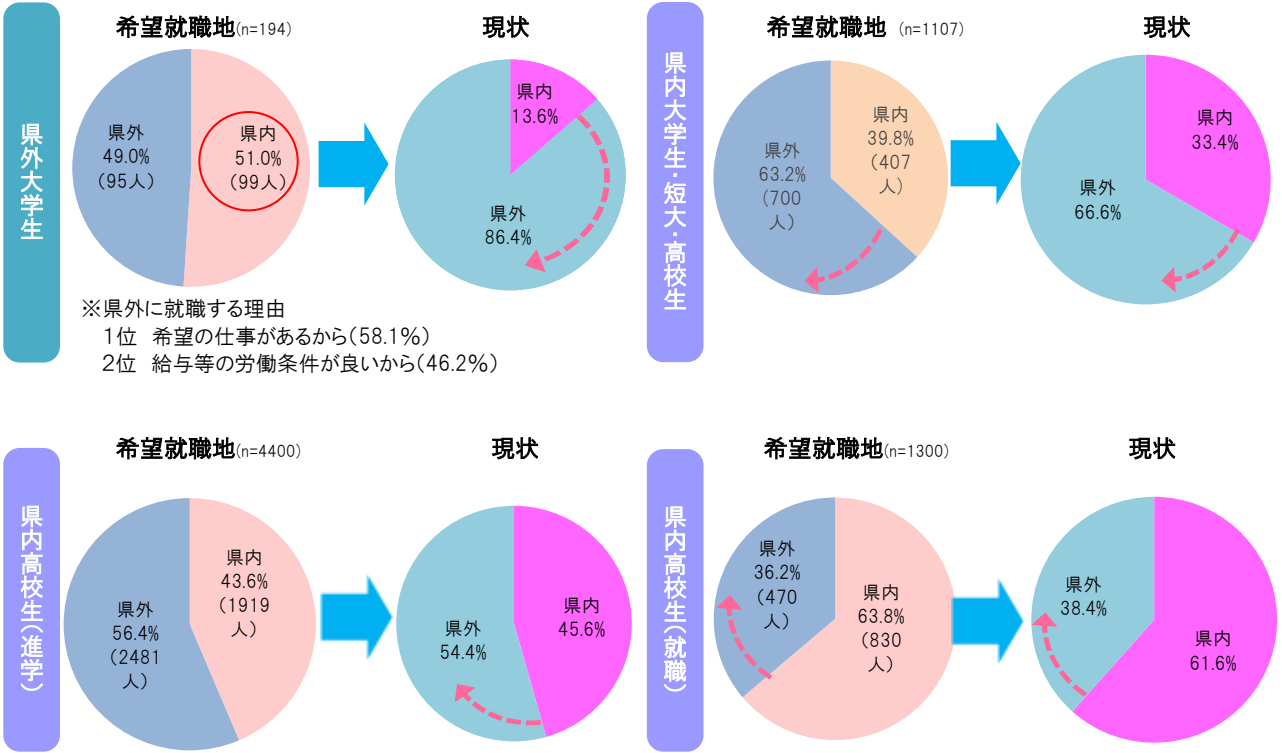 県外大学生
希望就職地(n=194)
県外
49.0%
(95人)
県内
51.0%
(99人)
現状
県内
13.6%
県外
86.4%
※県外に就職する理由
1位　希望の仕事があるから(58.1%)
2位　給与等の労働条件が良いから(46.2%)
県内大学生・短大・高校生
希望就職地 (n=1107)
県外
63.2%
(700
人)
県内
39.8%
(407
人)
現状
県内
33.4%
県外
66.6%
県内高校生(進学)
希望就職地(n=4400)
県外
56.4%
(2481
人)
県内
43.6%
(1919
人)
現状
県外
54.4%
県内
45.6%
県内高校生(就職)
希望就職地(n=1300)
県外
36.2%
(470
人)
県内
63.8%
(830
人)
現状
県外
38.4%
県内
61.6%